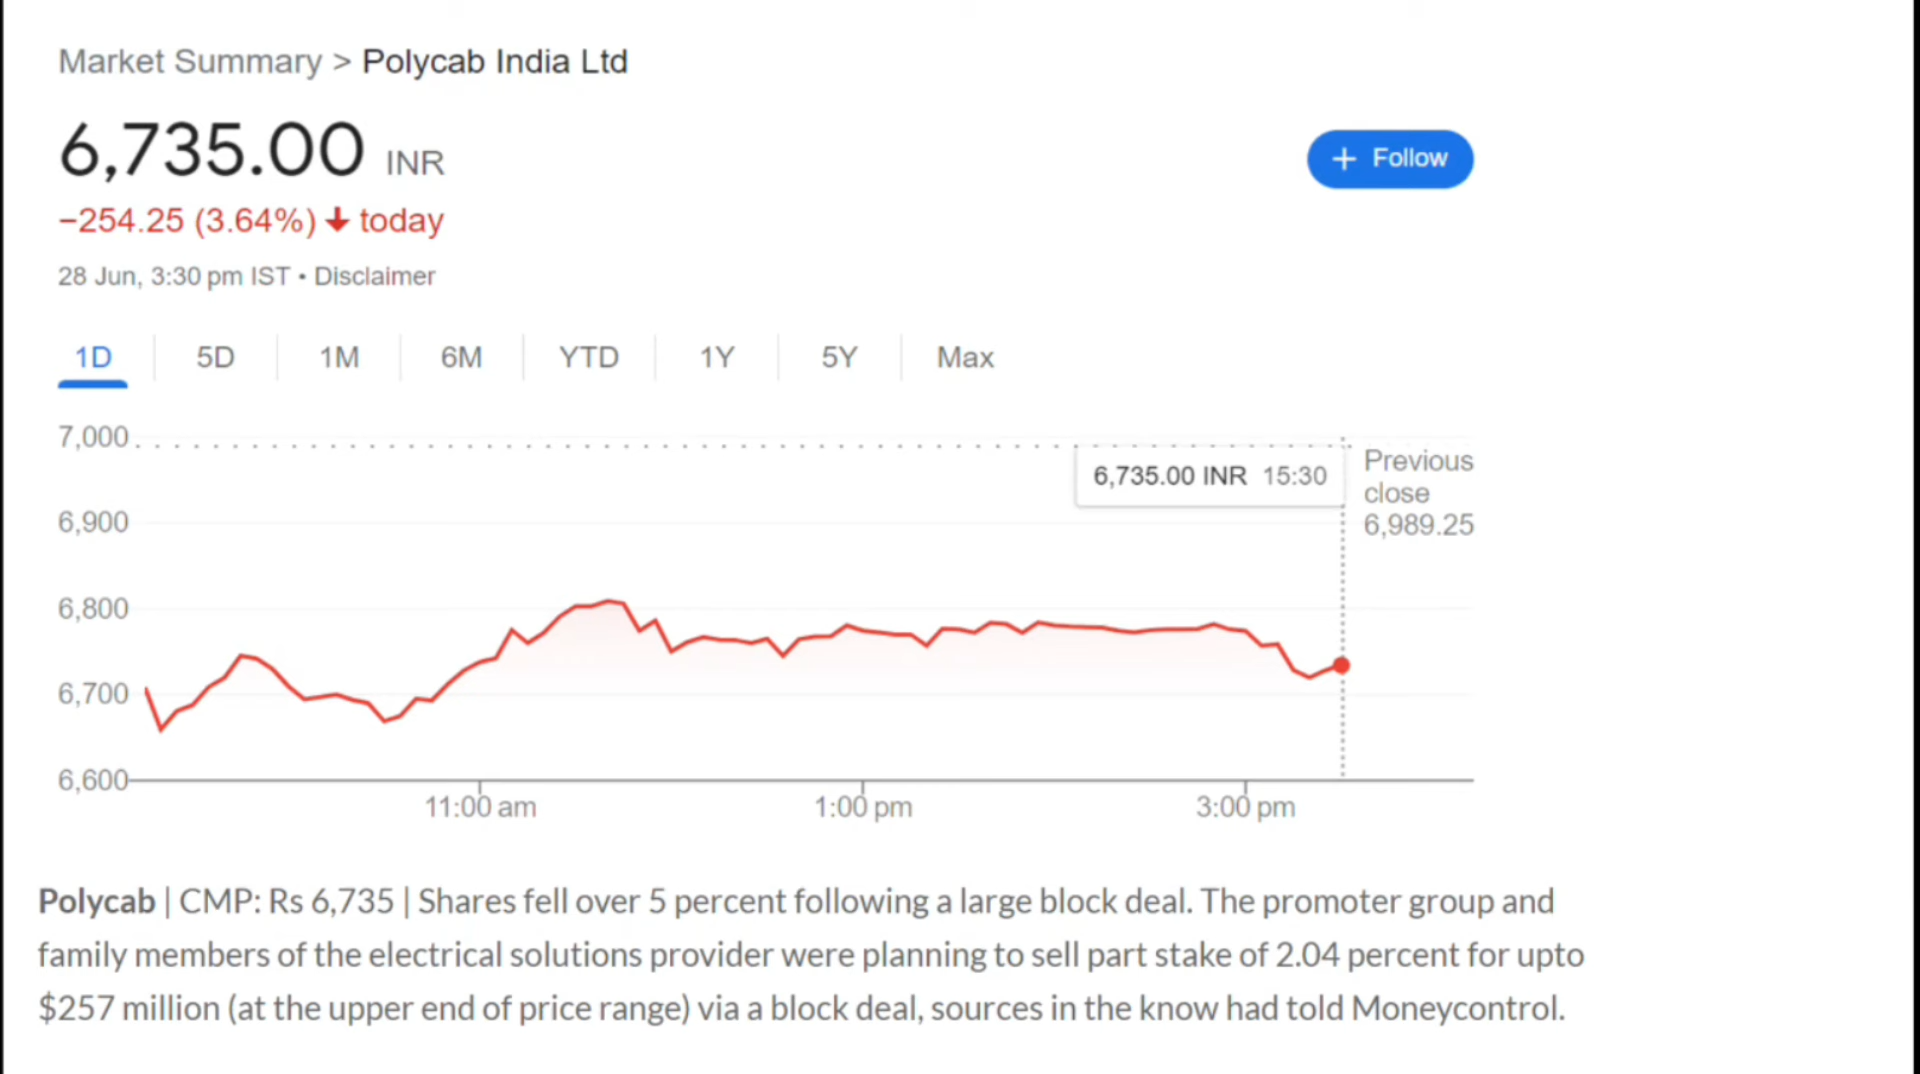 Market Summary > Polycab India Ltd
6,735.00 INR
+ Follow
−254.25 (3.64%) ↓ today
28 Jun, 3:30 pm IST • Disclaimer
1D 5D 1M 6M YTD 1Y 5Y Max
7,000
6,735.00 INR 15:30
Previous
close
6,989.25
6,900
6,800
6,700
6,600
11:00 am 1:00 pm 3:00 pm
Polycab | CMP: Rs 6,735 | Shares fell over 5 percent following a large block deal. The promoter group and
family members of the electrical solutions provider were planning to sell part stake of 2.04 percent for upto
$257 million (at the upper end of price range) via a block deal, sources in the know had told Moneycontrol.